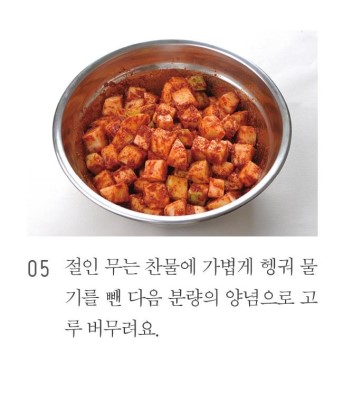 05 절인 무는 찬물에 가볍게 헹궈 물
기를 뺀 다음 분량의 양념으로 고
루 버무려요.